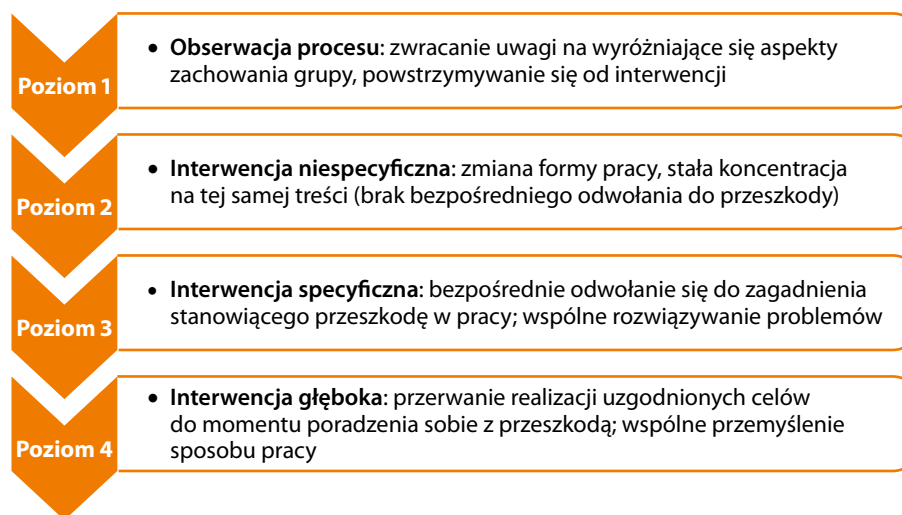 Poziom 1
• Obserwacja procesu: zwracanie uwagi na wyróżniające się aspekty
zachowania grupy, powstrzymywanie się od interwencji
Poziom 2
• Interwencja niespecyficzna: zmiana formy pracy, stała koncentracja
na tej samej treści (brak bezpośredniego odwołania do przeszkody)
Poziom 3
• Interwencja specyficzna: bezpośrednie odwołanie się do zagadnienia
stanowiącego przeszkodę w pracy; wspólne rozwiązywanie problemów
Poziom 4
• Interwencja głęboka: przerwanie realizacji uzgodnionych celów
do momentu poradzenia sobie z przeszkodą; wspólne przemyślenie
sposobu pracy